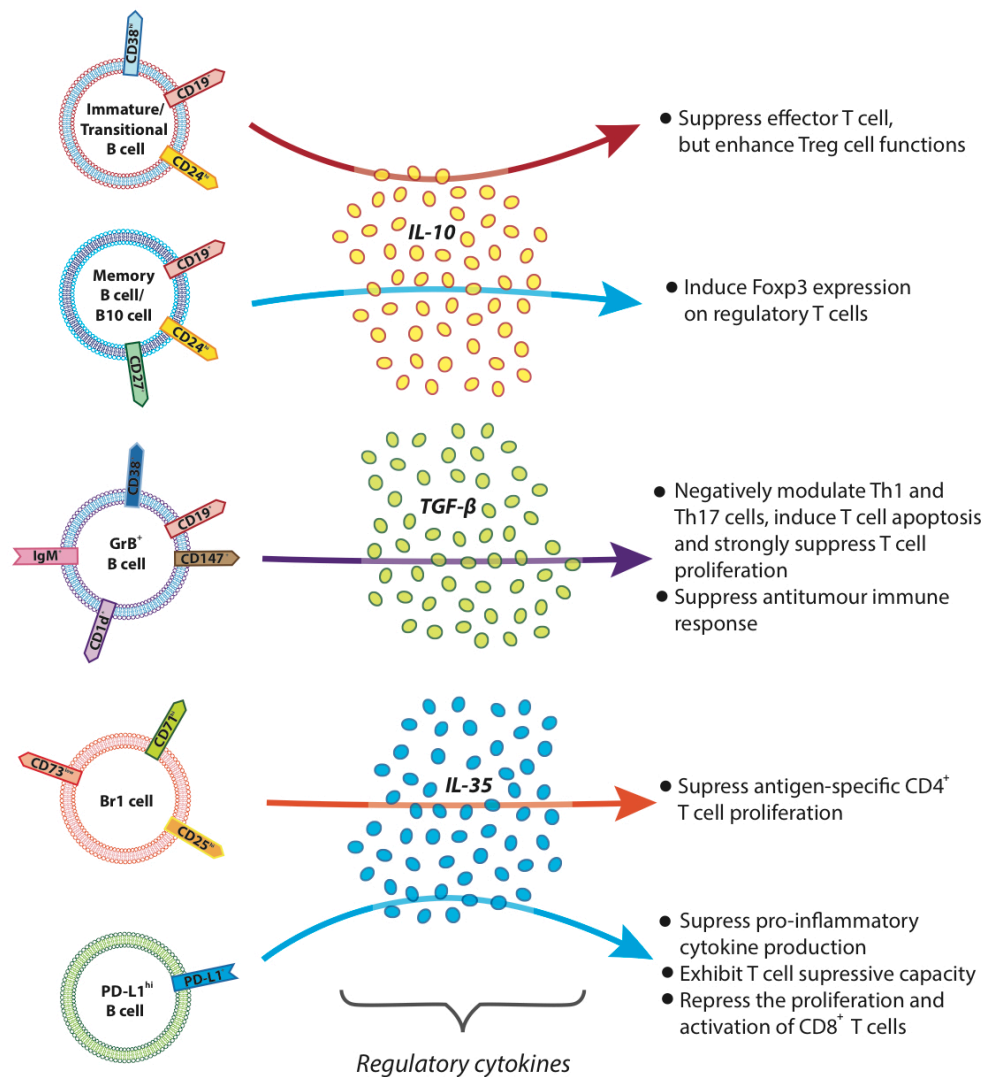 CD38hi
CD19+
Immature/
Transitional
B cell
CD24hi
● Suppress effector T cell,
but enhance Treg cell functions
IL-10
CD19+
Memory
B cell/
B10 cell
CD24hi
CD27+
● Induce Foxp3 expression
on regulatory T cells
CD38
CD19+
IgM+
GrB+
B cell
CD147+
CD1d+
TGF-β
● Negatively modulate Th1 and
Th17 cells, induce T cell apoptosis
and strongly suppress T cell
proliferation
● Suppress antitumour immune
response
CD71hi
CD73low
Br1 cell
CD25hi
IL-35
● Supress antigen-specific CD4+
T cell proliferation
PD-L1
PD-L1hi
B cell
● Supress pro-inflammatory
cytokine production
● Exhibit T cell supressive capacity
● Repress the proliferation and
activation of CD8+ T cells
Regulatory cytokines